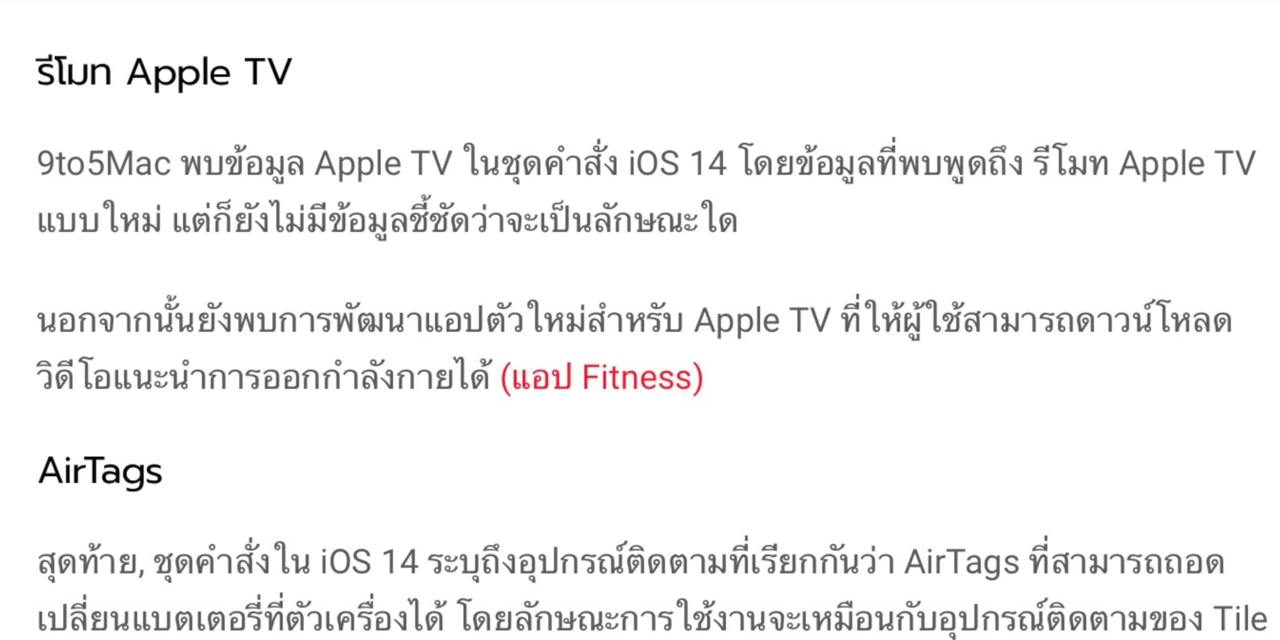 รีโมท Apple TV
9to5Mac พบข้อมูล Apple TV ในชุดคำสั่ง iOS 14 โดยข้อมูลที่พบพูดถึง รีโมท Apple TV
แบบใหม่ แต่ก็ยังไม่มีข้อมูลชี้ชัดว่าจะเป็นลักษณะใด
นอกจากนั้นยังพบการพัฒนาแอปตัวใหม่สำหรับ Apple TV ที่ให้ผู้ใช้สามารถดาวน์โหลด
วิดีโอแนะนำการออกกำลังกายได้ (แอป Fitness)
AirTags
สุดท้าย, ชุดคำสั่งใน iOS 14 ระบุถึงอุปกรณ์ติดตามที่เรียกกันว่า AirTags ที่สามารถถอด
เปลี่ยนแบตเตอรี่ที่ตัวเครื่องได้ โดยลักษณะการใช้งานจะเหมือนกับอุปกรณ์ติดตามของ Tile